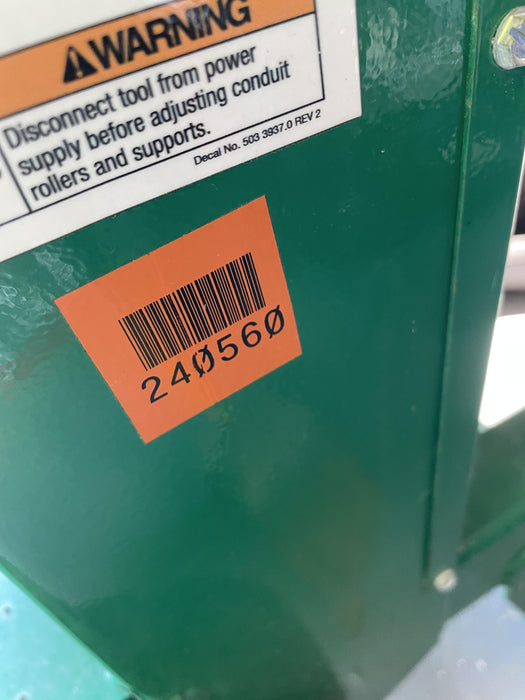 WARNING
Disconnect tool from power
supply before adjusting conduit
rollers and supports.
Decal No. 503 3937.0 REV 2
240560